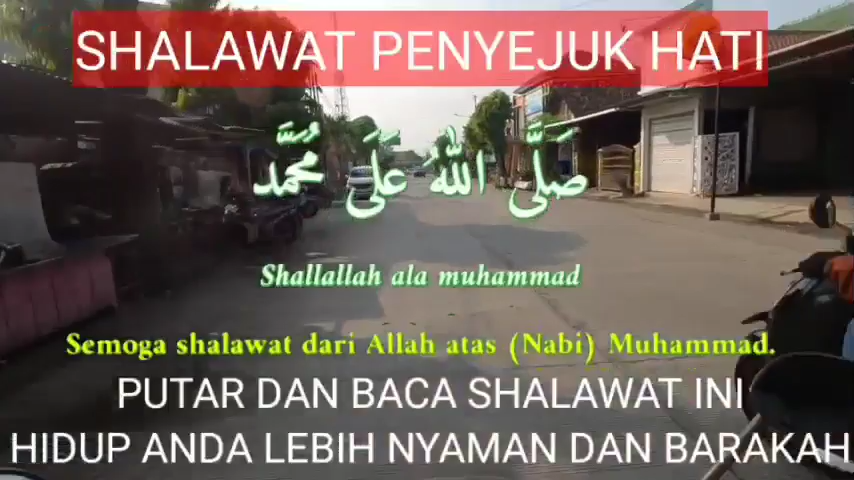 SHALAWAT PENYEJUK HATI
صَلَّى اللهُ عَلَى مُحَمَّد
Shallallah ala muhammad
Semoga shalawat dari Allah atas (Nabi) Muhammad.
PUTAR DAN BACA SHALAWAT INI
HIDUP ANDA LEBIH NYAMAN DAN BARAKAH